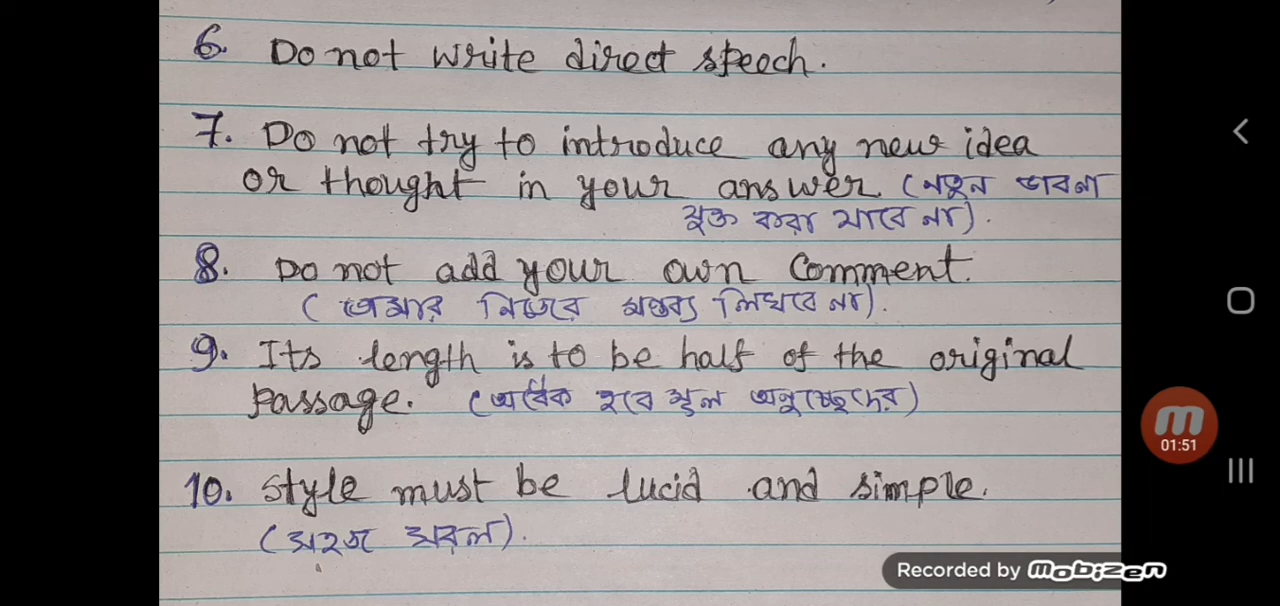 6. Do not write direct speech.
7. Do not try to introduce any new idea
or thought in your answer. (নতুন ভাবনা
যুক্ত করা যাবে না).
8. Do not add your own comment.
(তোমার নিজের মন্তব্য লিখবে না).
9. Its length is to be half of the original
passage. (অর্ধেক হবে মূল অনুচ্ছেদের)
10. Style must be lucid and simple.
(সহজ সরল).
01:51
Recorded by Mobizen